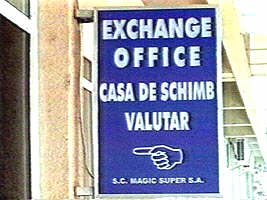 EXCHANGE
OFFICE
CASA DE SCHIMB
VALUTAR
S.C. MAGIC SUPER S.A.